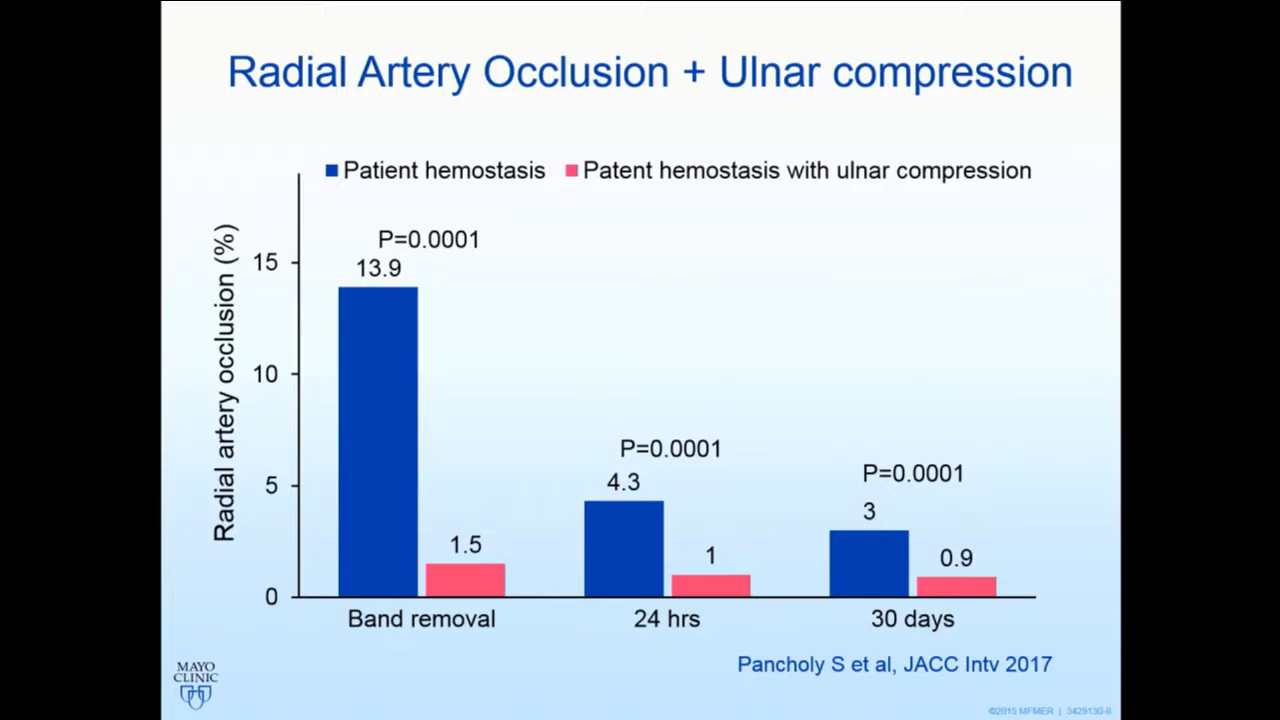 Radial Artery Occlusion + Ulnar compression
Patient hemostasis
Patent hemostasis with ulnar compression
Radial artery occlusion (%)
15
10
5
0
P=0.0001
13.9
1.5
P=0.0001
4.3
1
P=0.0001
3
0.9
Band removal
24 hrs
30 days
Pancholy S et al, JACC Intv 2017
MAYO
CLINIC
©2015 MFMER | 3429130-8